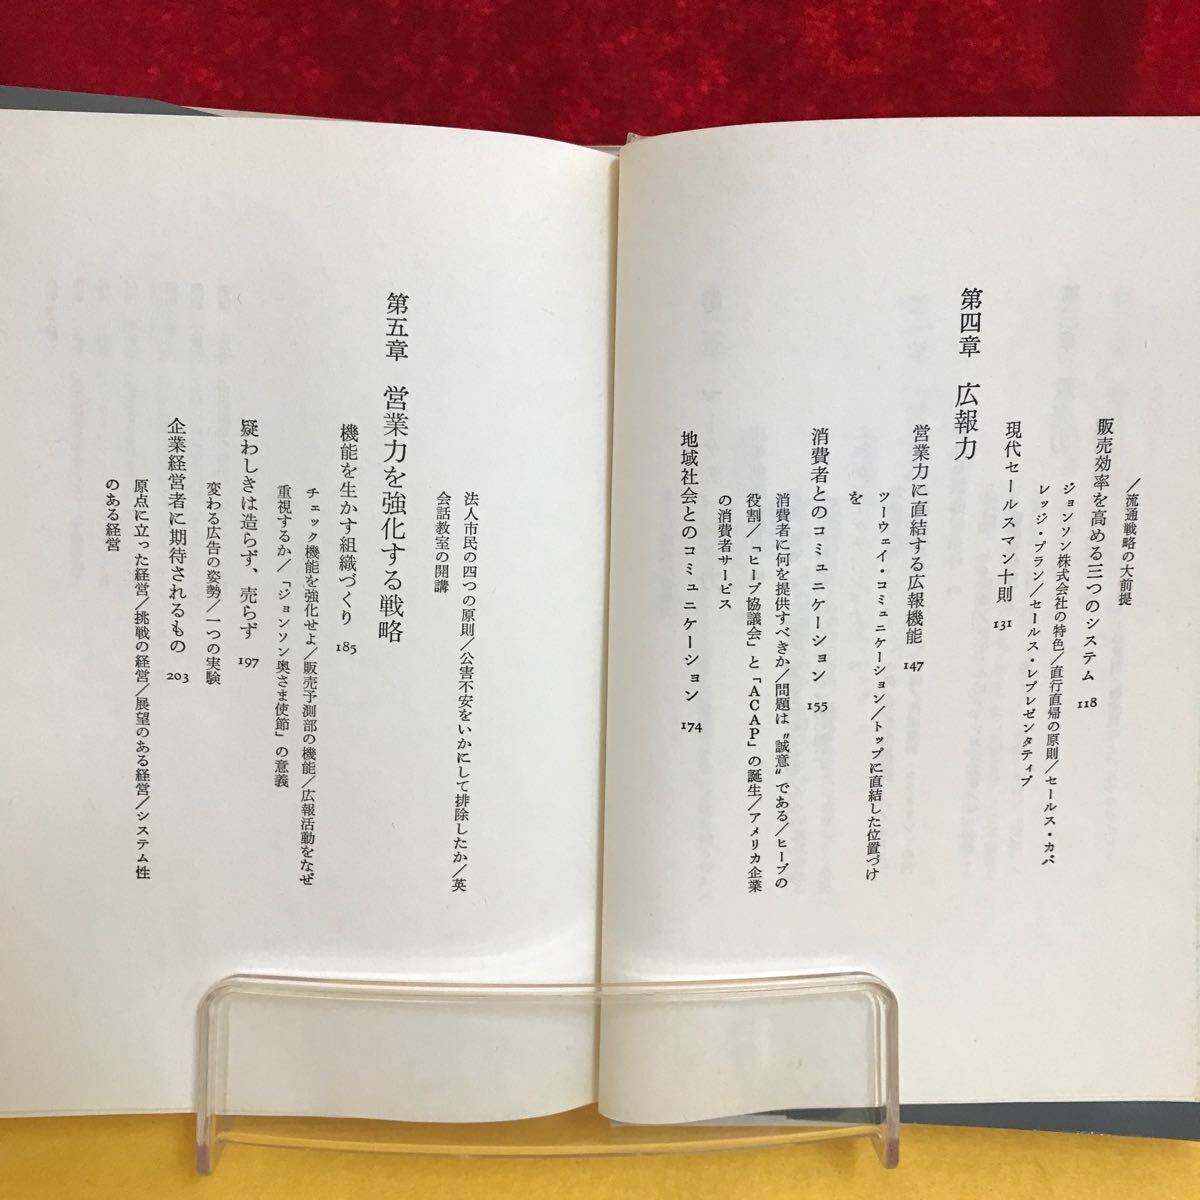 ／流通戦略の大前提
販売効率を高める三つのシステム 118
ジョンソン株式会社の特色／直行直帰の原則／セールス・カバ
レッジ・プラン／セールス・レプレゼンタティブ
現代セールスマン十則 131
第四章 広報力
営業力に直結する広報機能 147
ツーウェイ・コミュニケーション／トップに直結した位置づけ
を
消費者とのコミュニケーション 155
消費者に何を提供すべきか／問題は〝誠意〟である／ヒーブの
役割／「ヒーブ協議会」と「ACAP」の誕生／アメリカ企業
の消費者サービス
地域社会とのコミュニケーション 174
法人市民の四つの原則／公害不安をいかにして排除したか／英
会話教室の開講
第五章 営業力を強化する戦略
機能を生かす組織づくり 185
チェック機能を強化せよ／販売予測部の機能／広報活動をなぜ
重視するか／「ジョンソン奥さま使節」の意義
疑わしきは造らず、売らず 197
変わる広告の姿勢／一つの実験
企業経営者に期待されるもの 203
原点に立った経営／挑戦の経営／展望のある経営／システム性
のある経営